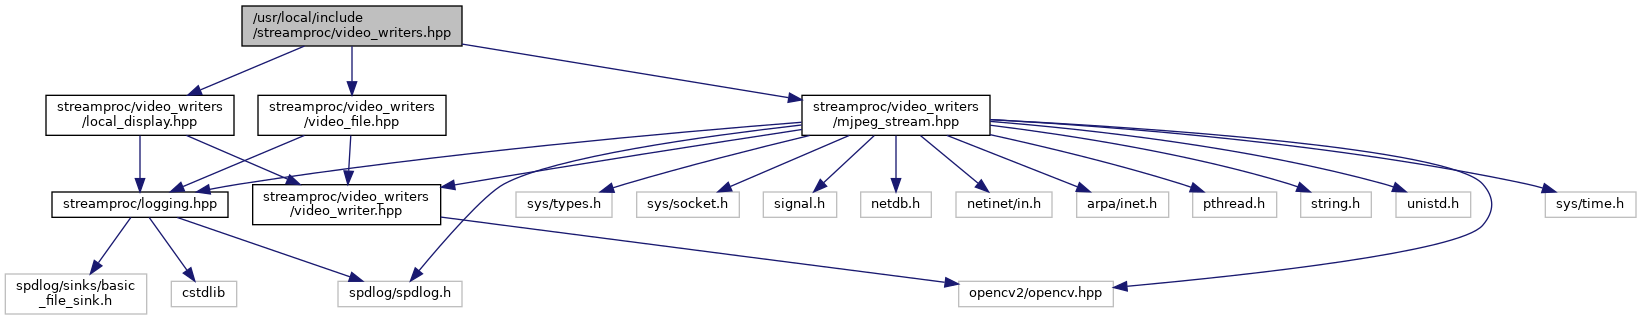 /usr/local/include
/streamproc/video_writers.hpp
streamproc/video_writers
/local_display.hpp
streamproc/video_writers
/video_file.hpp
streamproc/video_writers
/mjpeg_stream.hpp
streamproc/logging.hpp
streamproc/video_writers
/video_writer.hpp
sys/types.h
sys/socket.h
signal.h
netdb.h
netinet/in.h
arpa/inet.h
pthread.h
string.h
unistd.h
sys/time.h
spdlog/sinks/basic
_file_sink.h
cstdlib
spdlog/spdlog.h
opencv2/opencv.hpp